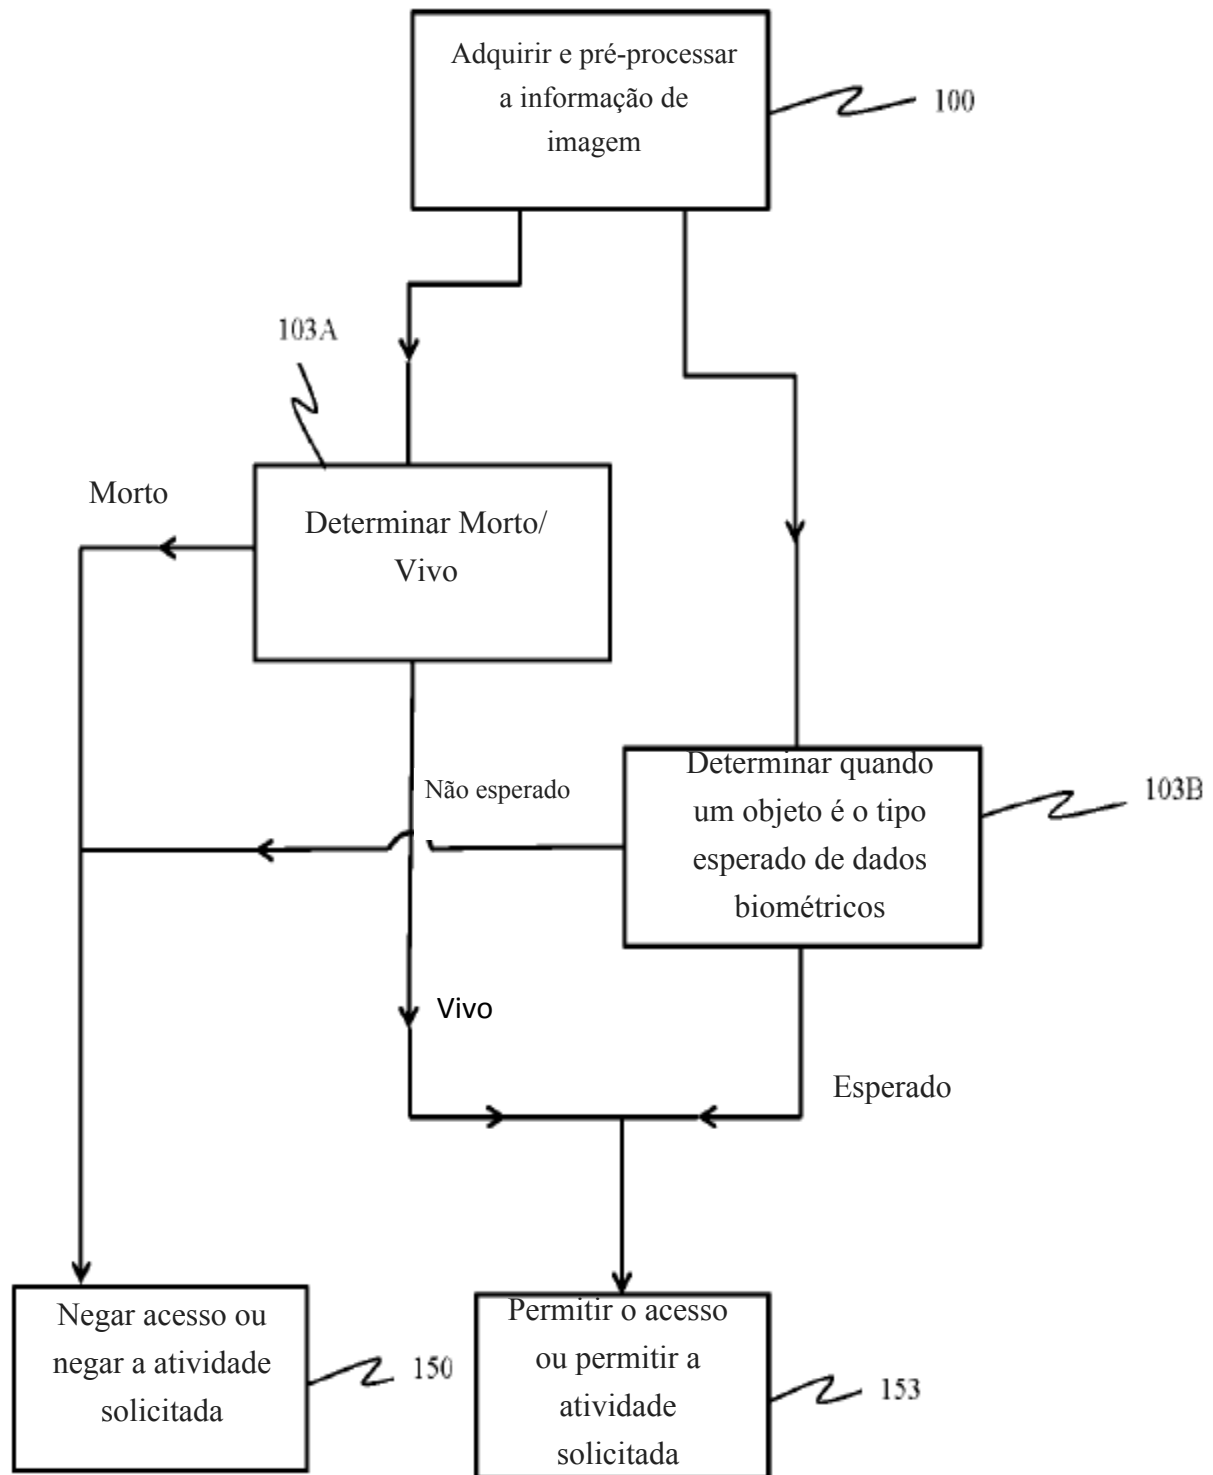 Adquirir e pré-processar
a informação de
imagem
100
103A
Morto
Determinar Morto/
Vivo
Não esperado
Determinar quando
um objeto é o tipo
esperado de dados
biométricos
103B
Vivo
Esperado
Negar acesso ou
negar a atividade
solicitada
150
Permitir o acesso
ou permitir a
atividade
solicitada
153